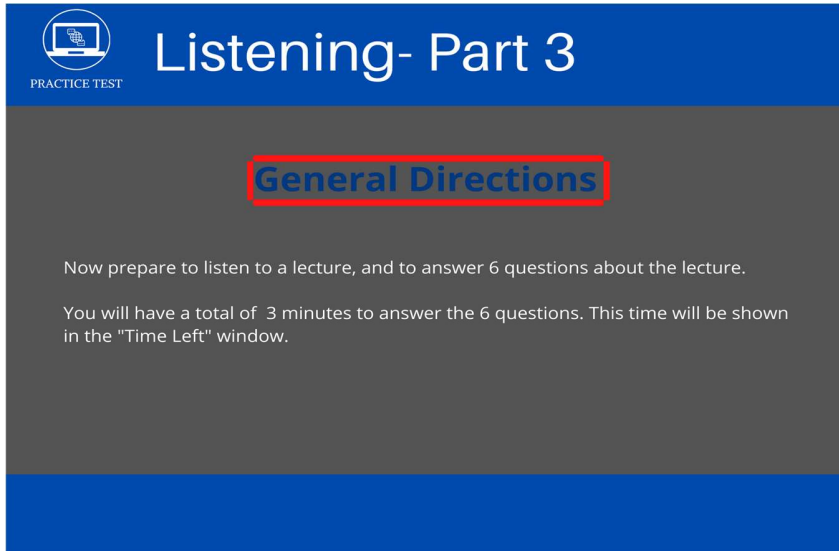 PRACTICE TEST
Listening- Part 3
General Directions
Now prepare to listen to a lecture, and to answer 6 questions about the lecture.
You will have a total of 3 minutes to answer the 6 questions. This time will be shown
in the "Time Left" window.